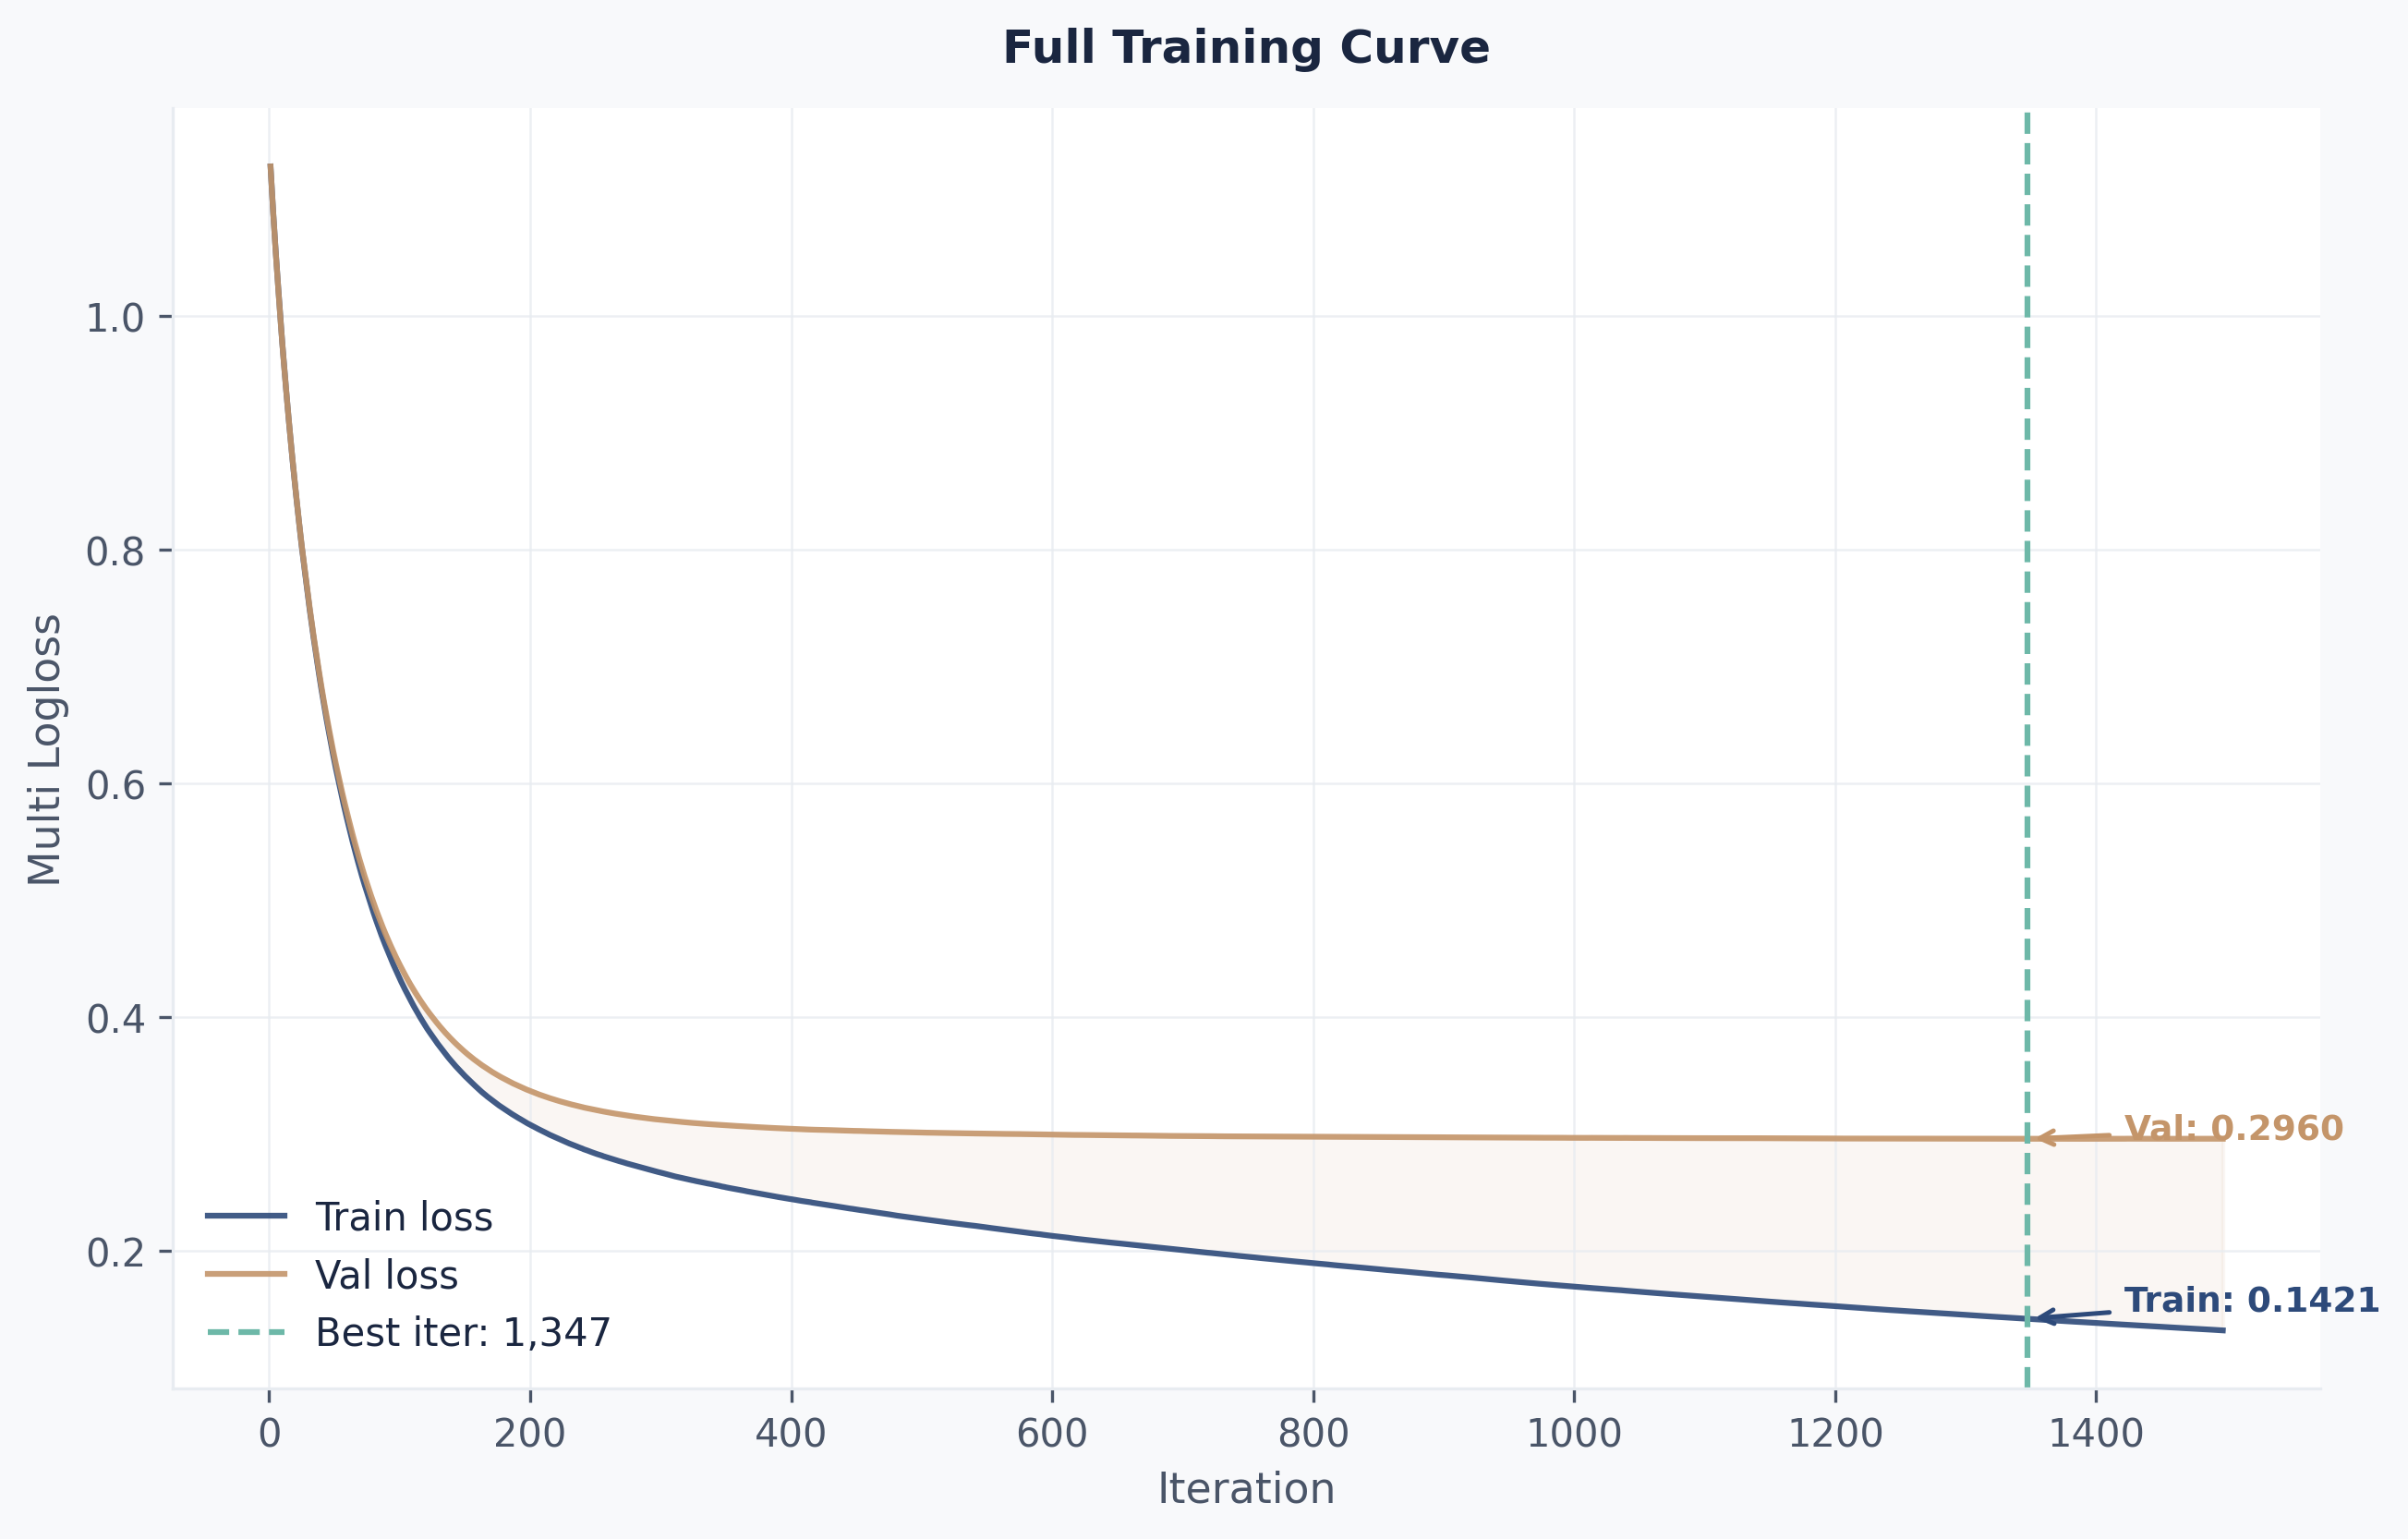 Full Training Curve
Multi Logloss
1.0
0.8
0.6
0.4
0.2
Val: 0.2960
Train: 0.1421
Train loss
Val loss
Best iter: 1,347
0 200 400 600 800 1000 1200 1400
Iteration